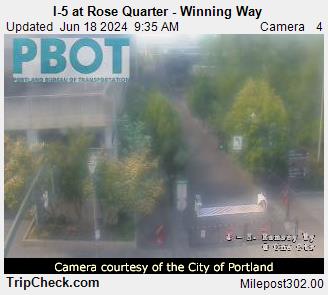 I-5 at Rose Quarter - Winning Way
Updated Jun 18 2024 9:35 AM Camera 4
PBOT
PORTLAND BUREAU OF TRANSPORTATION
Camera courtesy of the City of Portland
TripCheck.com Milepost302.00